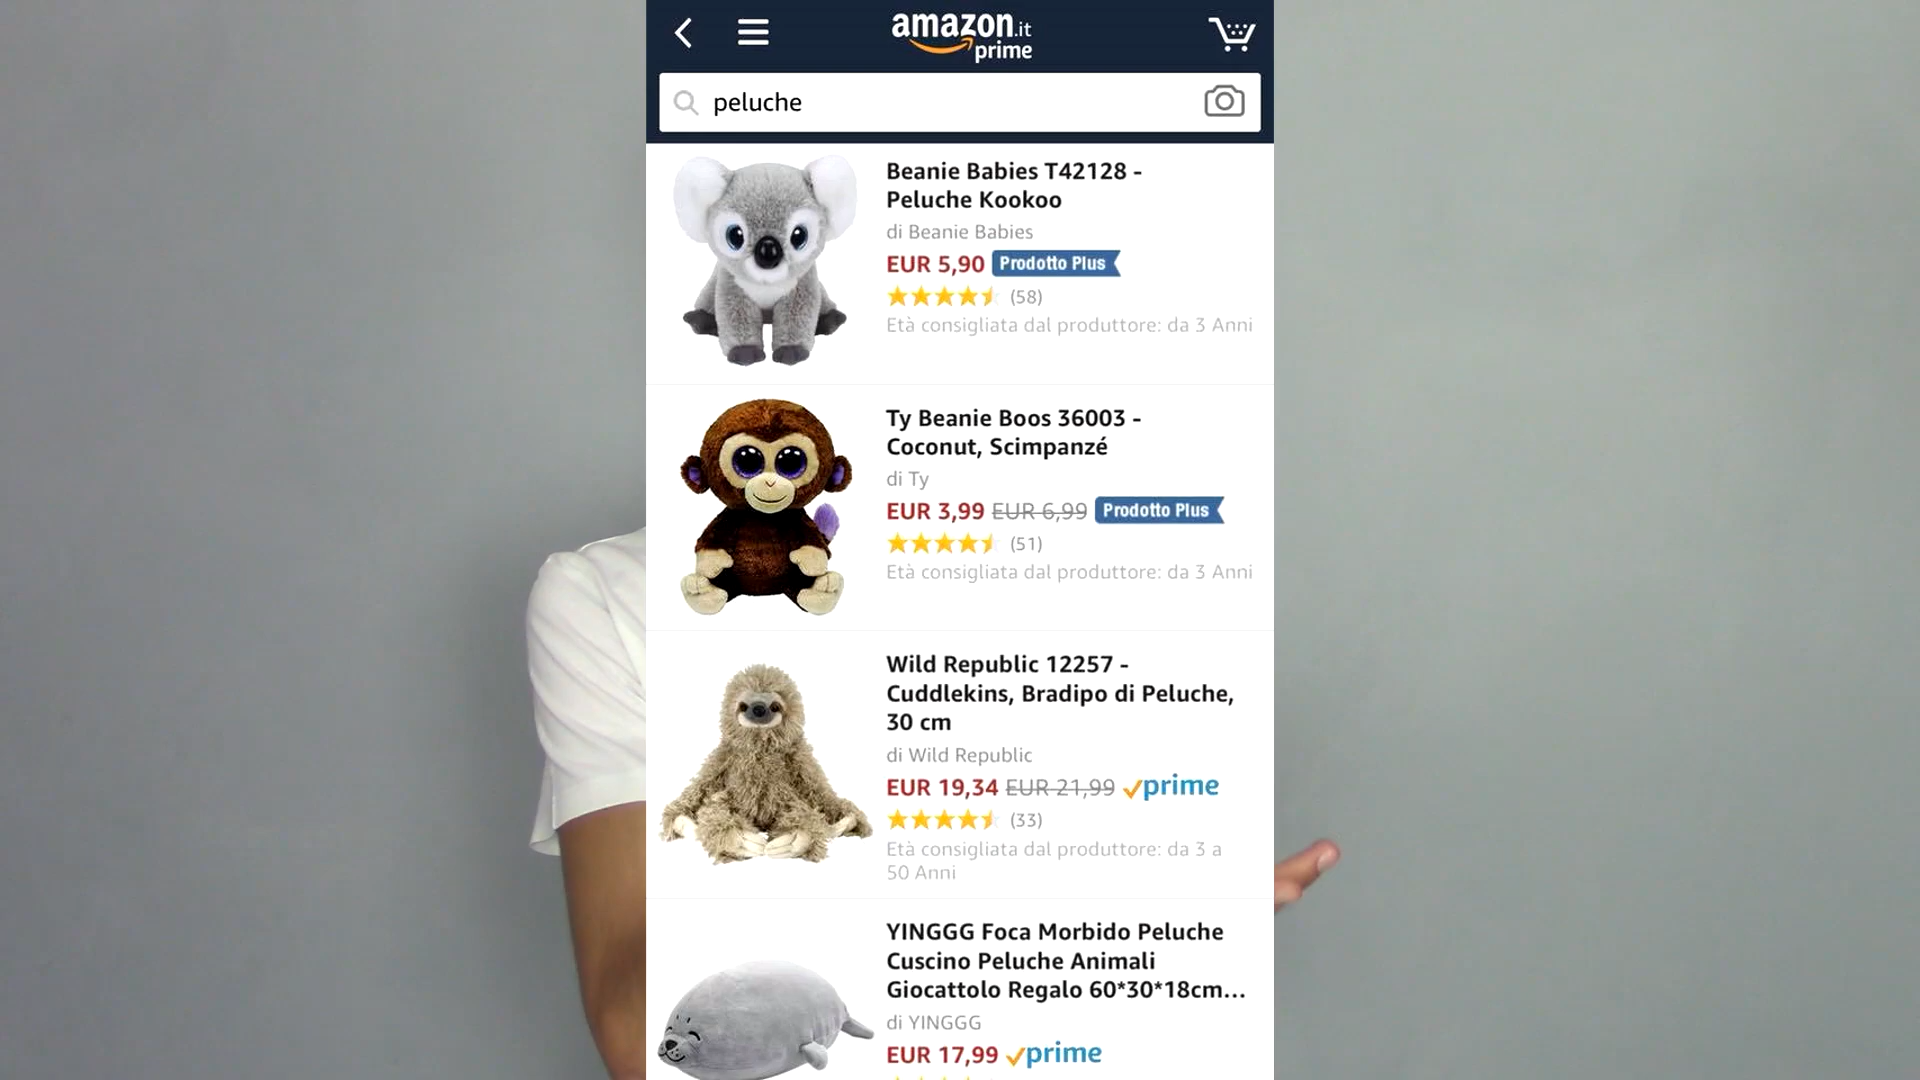 amazon.it
prime
peluche
Beanie Babies T42128 -
Peluche Kookoo
di Beanie Babies
EUR 5,90 Prodotto Plus
(58)
Età consigliata dal produttore: da 3 Anni
Ty Beanie Boos 36003 -
Coconut, Scimpanzé
di Ty
EUR 3,99 EUR 6,99 Prodotto Plus
(51)
Età consigliata dal produttore: da 3 Anni
Wild Republic 12257 -
Cuddlekins, Bradipo di Peluche,
30 cm
di Wild Republic
EUR 19,34 EUR 21,99 prime
(33)
Età consigliata dal produttore: da 3 a
50 Anni
YINGGG Foca Morbido Peluche
Cuscino Peluche Animali
Giocattolo Regalo 60*30*18cm...
di YINGGG
EUR 17,99 prime